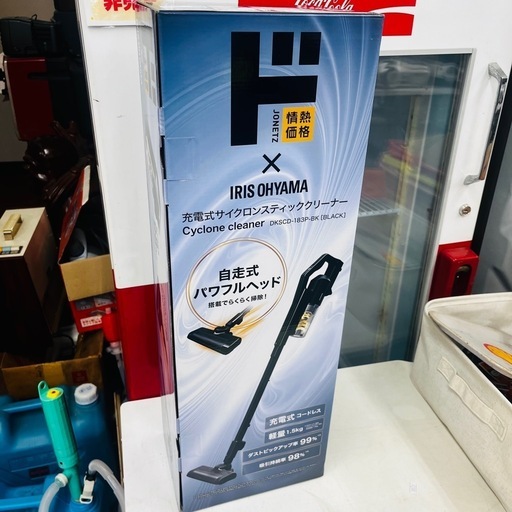 Coca-Cola
ド
JONETZ
情熱
価格
×
IRIS OHYAMA
充電式サイクロンスティッククリーナー
Cyclone cleaner DKSCD-183P-BK [BLACK]
自走式
パワフルヘッド
搭載でらくらく掃除!
充電式 コードレス
軽量 1.5kg
ダストピックアップ率 99%
吸引持続率 98%